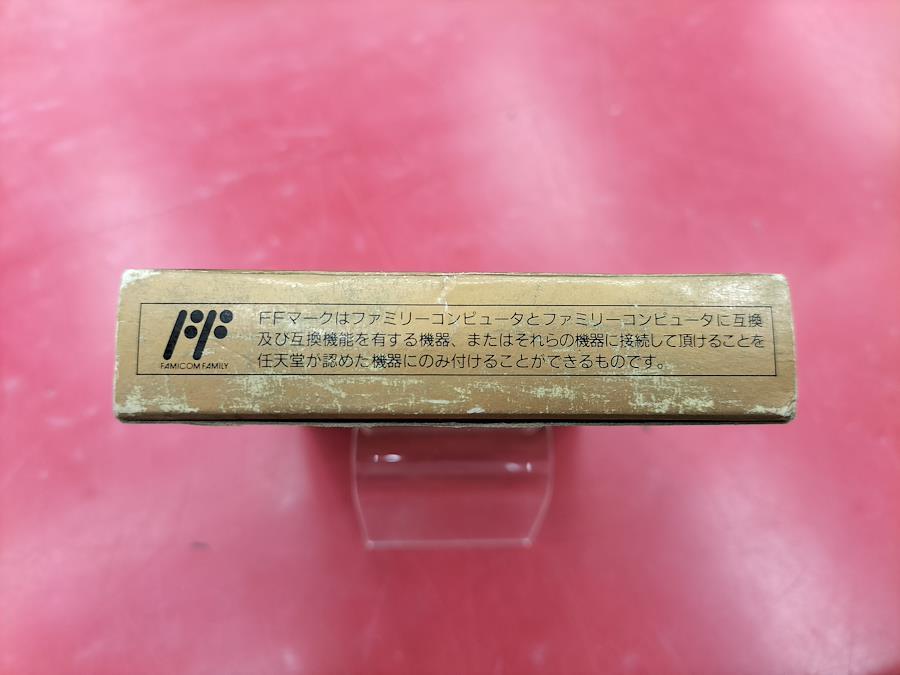 FFマークはファミリーコンピュータとファミリーコンピュータに互換
及び互換機能を有する機器、またはそれらの機器に接続して頂けることを
任天堂が認めた機器にのみ付けることができるものです。
FF
FAMICOM FAMILY